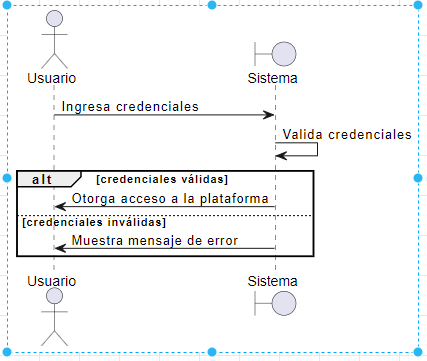 Usuario
Sistema
Ingresa credenciales
Valida credenciales
alt
[credenciales válidas]
Otorga acceso a la plataforma
[credenciales inválidas]
Muestra mensaje de error
Usuario
Sistema